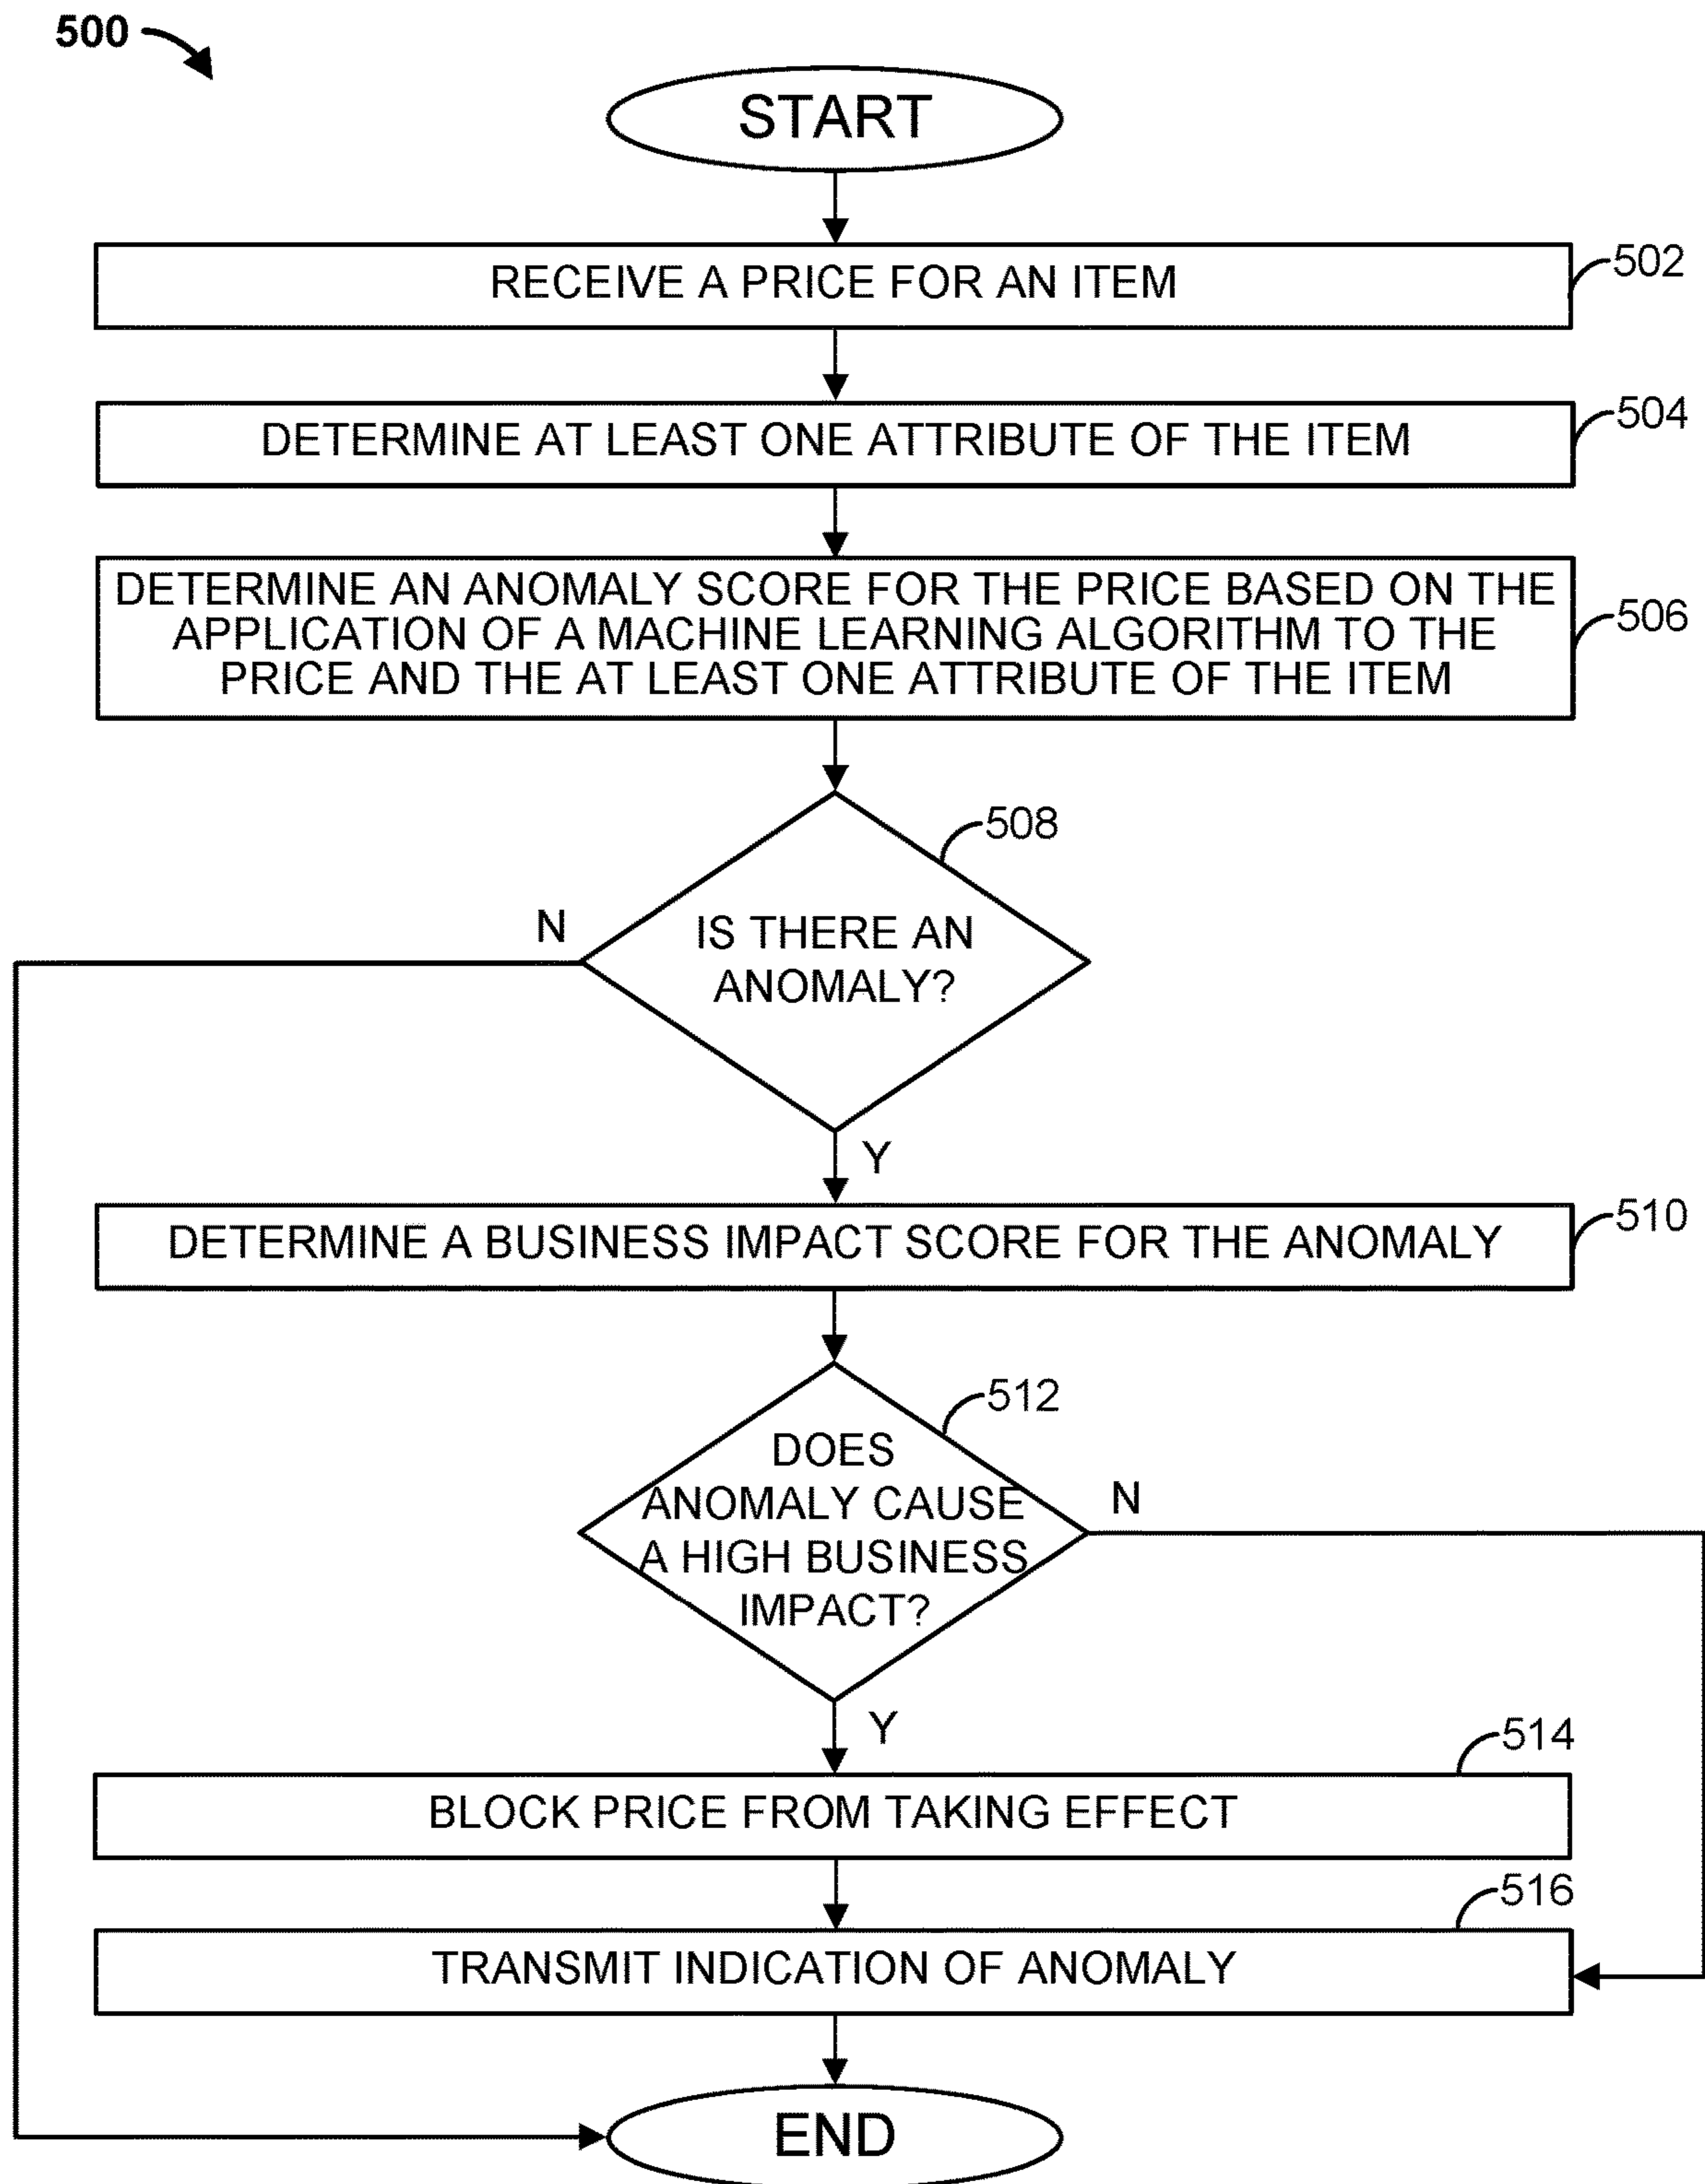 500
START
RECEIVE A PRICE FOR AN ITEM
502
DETERMINE AT LEAST ONE ATTRIBUTE OF THE ITEM
504
DETERMINE AN ANOMALY SCORE FOR THE PRICE BASED ON THE
APPLICATION OF A MACHINE LEARNING ALGORITHM TO THE
PRICE AND THE AT LEAST ONE ATTRIBUTE OF THE ITEM
506
508
IS THERE AN
ANOMALY?
N
Y
DETERMINE A BUSINESS IMPACT SCORE FOR THE ANOMALY
510
512
DOES
ANOMALY CAUSE
A HIGH BUSINESS
IMPACT?
N
Y
514
BLOCK PRICE FROM TAKING EFFECT
516
TRANSMIT INDICATION OF ANOMALY
END